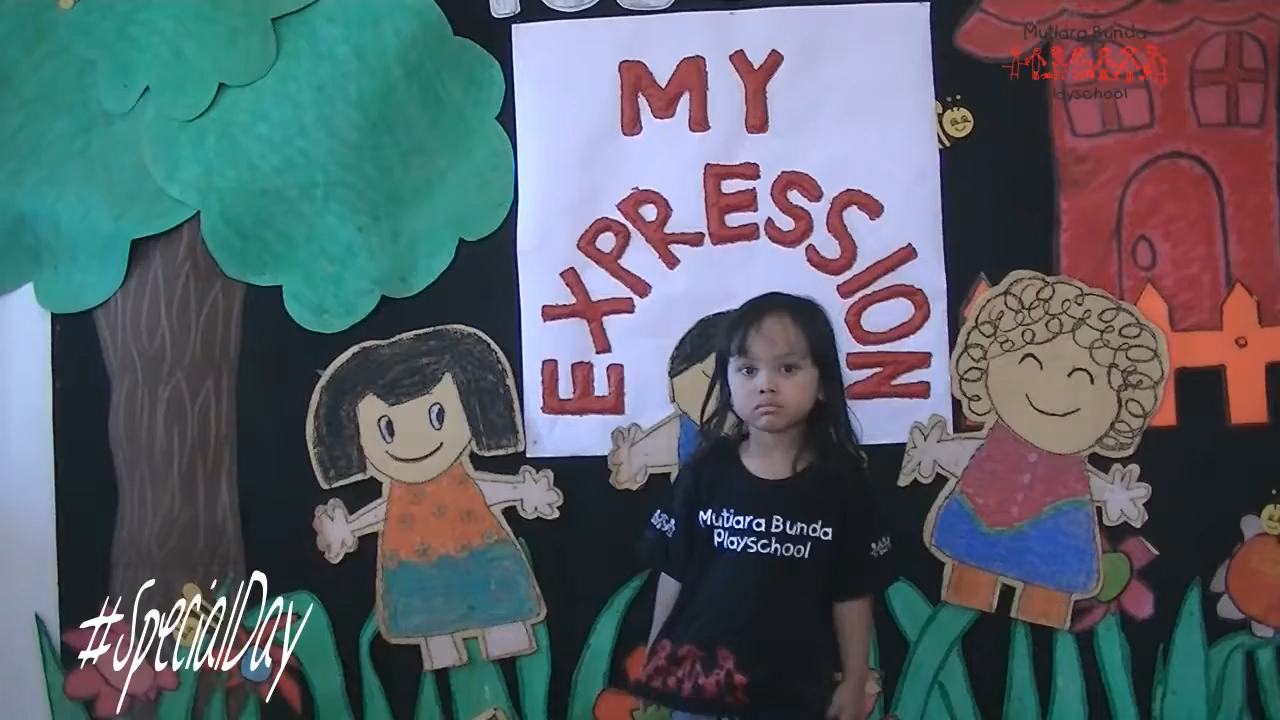 MY
EXPRESSION
Mutiara Bunda
Playschool
Mutiara Bunda
Playschool
#SpecialDay